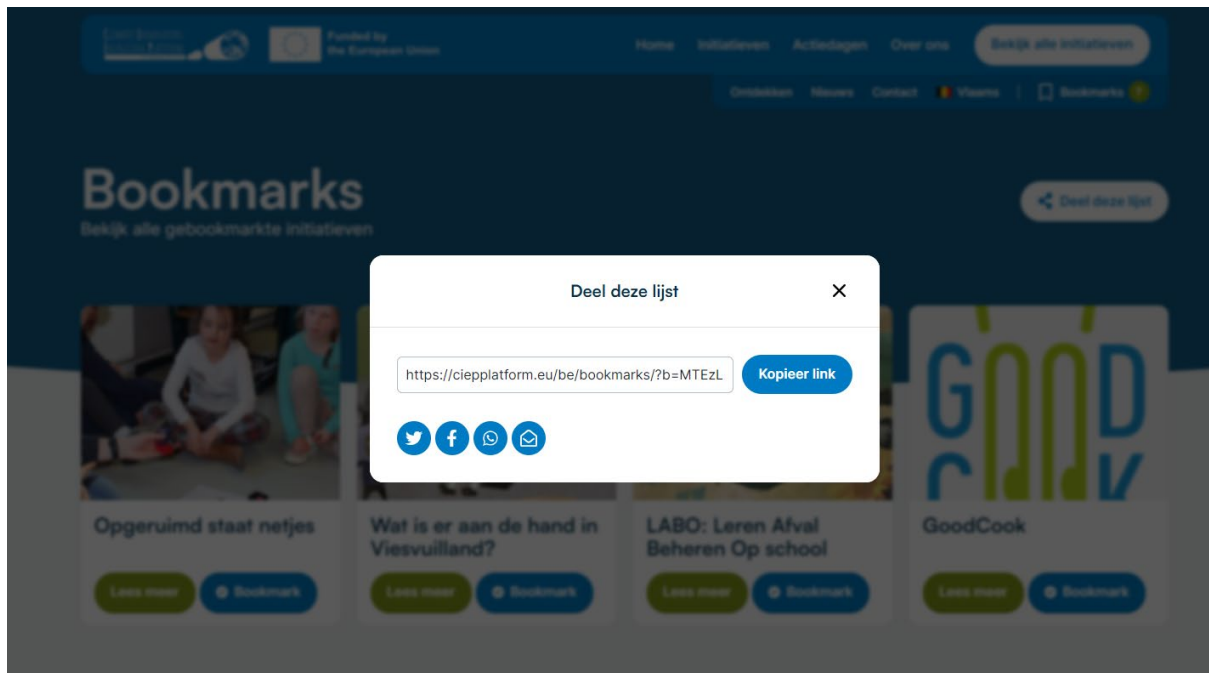 Funded by
the European Union
Home Initiatieven Actiedagen Over ons Bekijk alle initiatieven
Ontdekken Nieuws Contact Vlaams | Bookmarks
Bookmarks
Bekijk alle gebookmarkte initiatieven
Deel deze lijst
Deel deze lijst
https://ciepplatform.eu/be/bookmarks/?b=MTEzL
Kopieer link
GOOD
COOK
Opgeruimd staat netjes
Wat is er aan de hand in
Viesvuilland?
LABO: Leren Afval
Beheren Op school
GoodCook
Lees meer Bookmark Lees meer Bookmark Lees meer Bookmark Lees meer Bookmark